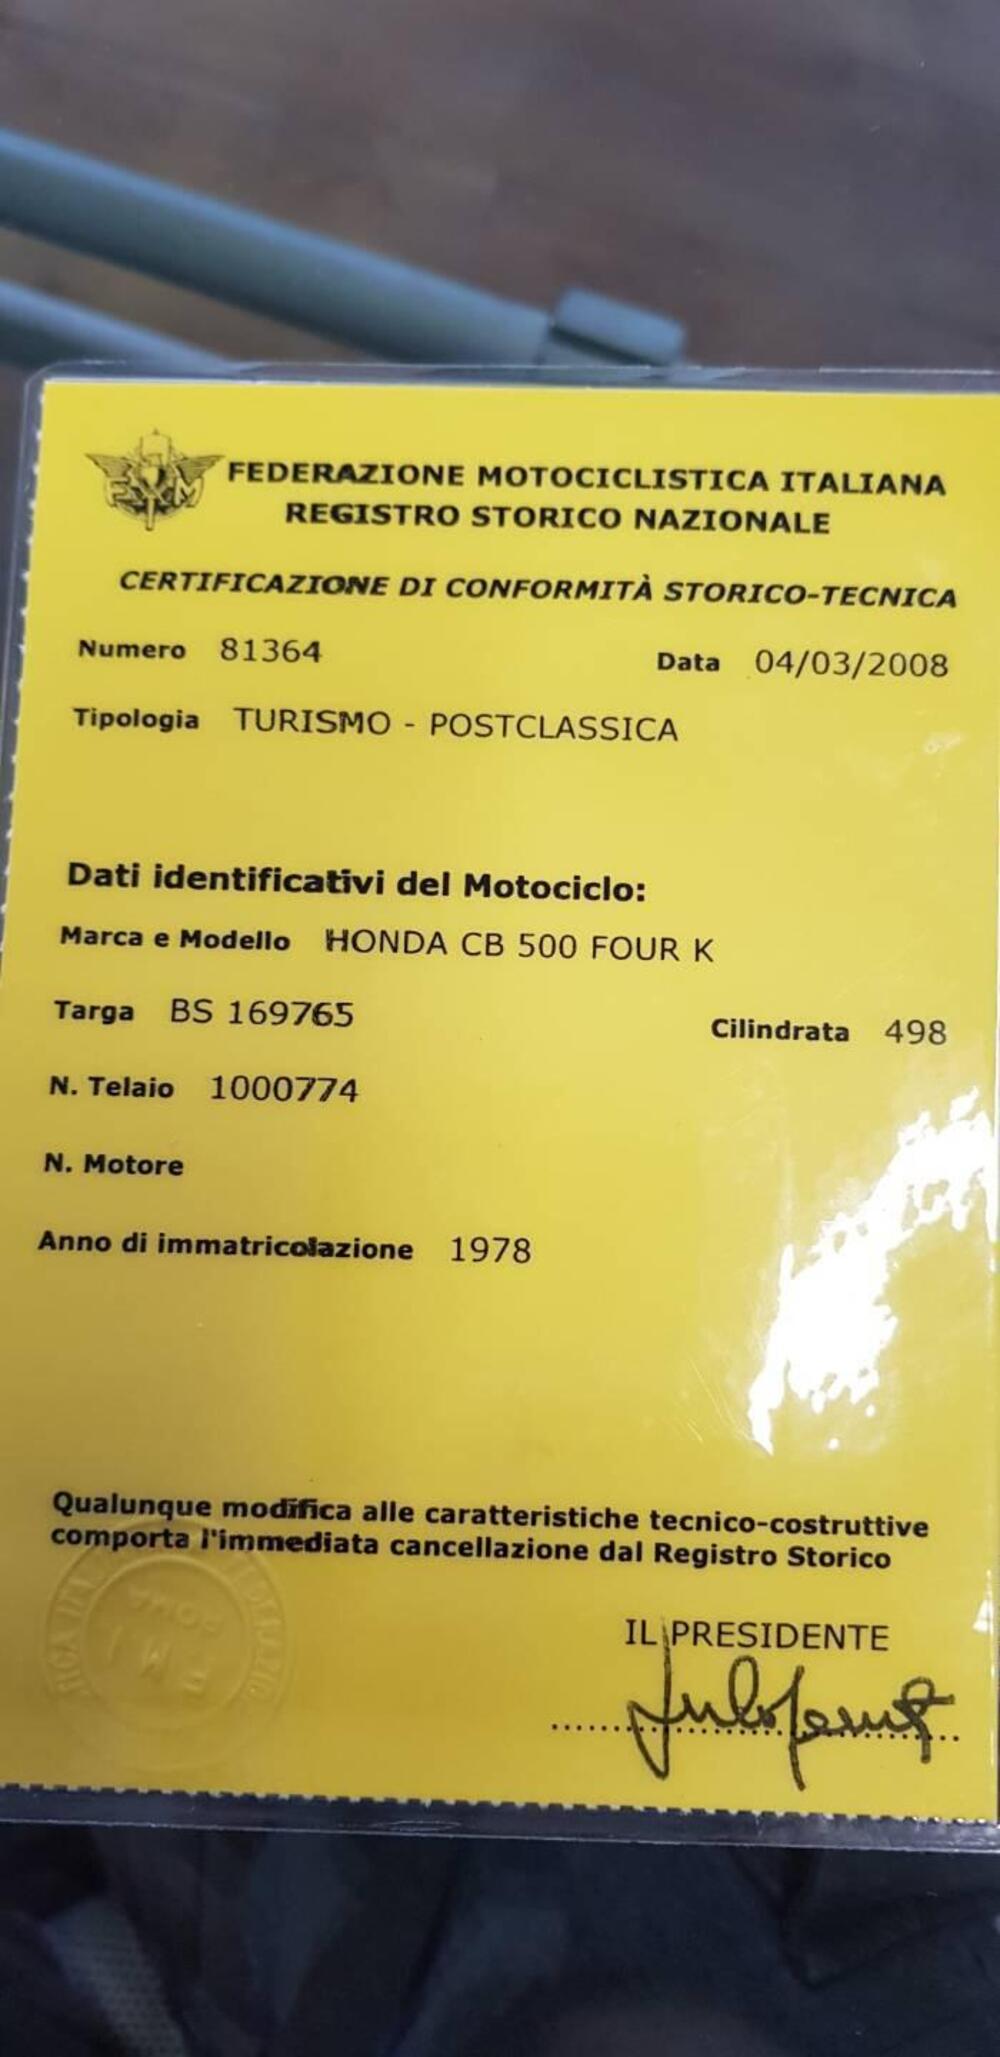 FMI
FEDERAZIONE MOTOCICLISTICA ITALIANA
REGISTRO STORICO NAZIONALE
CERTIFICAZIONE DI CONFORMITÀ STORICO-TECNICA
Numero 81364 Data 04/03/2008
Tipologia TURISMO - POSTCLASSICA
Dati identificativi del Motociclo:
Marca e Modello HONDA CB 500 FOUR K
Targa BS 169765 Cilindrata 498
N. Telaio 1000774
N. Motore
Anno di immatricolazione 1978
Qualunque modifica alle caratteristiche tecnico-costruttive
comporta l'immediata cancellazione dal Registro Storico
IL PRESIDENTE